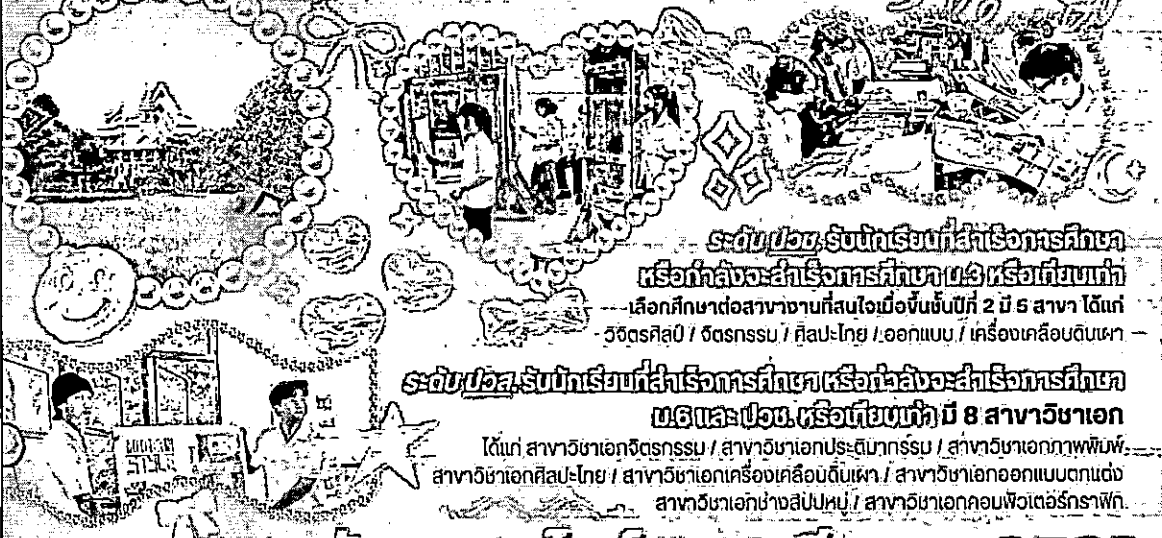 ระดับ ปวช. รับนักเรียนที่สำเร็จการศึกษา
หรือกำลังจะสำเร็จการศึกษา ม.3 หรือเทียบเท่า
เลือกศึกษาต่อสาขางานที่สนใจเมื่อขึ้นชั้นปีที่ 2 มี 5 สาขา ได้แก่
วิจิตรศิลป์ / จิตรกรรม / ศิลปะไทย / ออกแบบ / เครื่องเคลือบดินเผา
ระดับ ปวส. รับนักเรียนที่สำเร็จการศึกษา หรือกำลังจะสำเร็จการศึกษา
ม.6 และ ปวช. หรือเทียบเท่า มี 8 สาขาวิชาเอก
ได้แก่ สาขาวิชาเอกจิตรกรรม / สาขาวิชาเอกประติมากรรม / สาขาวิชาเอกภาพพิมพ์
สาขาวิชาเอกศิลปะไทย / สาขาวิชาเอกเครื่องเคลือบดินเผา / สาขาวิชาเอกออกแบบตกแต่ง
สาขาวิชาเอกช่างสิปป์หมู่ / สาขาวิชาเอกคอมพิวเตอร์กราฟิก